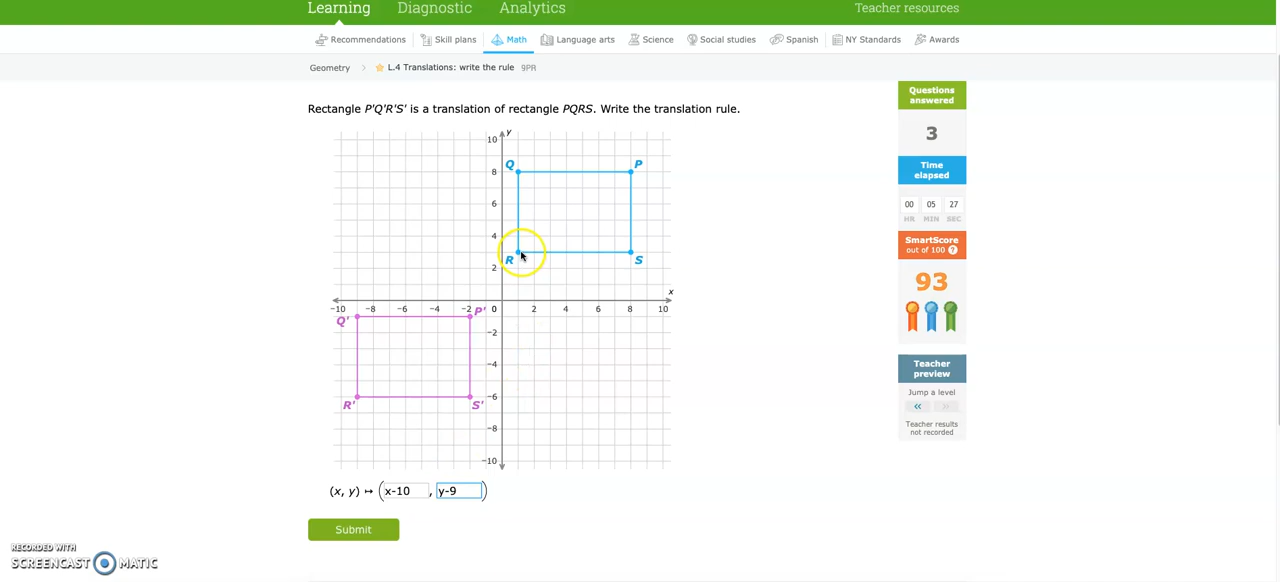 Learning Diagnostic Analytics Teacher resources
Recommendations Skill plans Math Language arts Science Social studies Spanish NY Standards Awards
Geometry > L.4 Translations: write the rule 9PR
Rectangle P'Q'R'S' is a translation of rectangle PQRS. Write the translation rule.
Questions answered
3
Time elapsed
00 05 27
HR MIN SEC
SmartScore
out of 100 ?
93
Teacher preview
Jump a level
Teacher results not recorded
y
10
Q P
8
6
4
R S
2
x
-10 -8 -6 -4 -2 0 2 4 6 8 10
Q' P'
-2
-4
-6
R' S'
-8
-10
(x, y) ↦ (x-10 , y-9)
Submit
RECORDED WITH
SCREENCAST MATIC